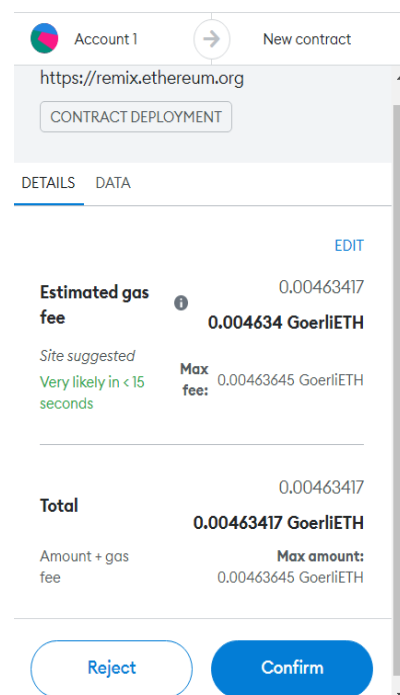 Account 1 New contract
https://remix.ethereum.org
CONTRACT DEPLOYMENT
DETAILS DATA
EDIT
0.00463417
Estimated gas
fee
0.004634 GoerliETH
Site suggested
Very likely in < 15
seconds
Max
fee:
0.00463645 GoerliETH
0.00463417
Total
0.00463417 GoerliETH
Amount + gas
fee
Max amount:
0.00463645 GoerliETH
Reject Confirm